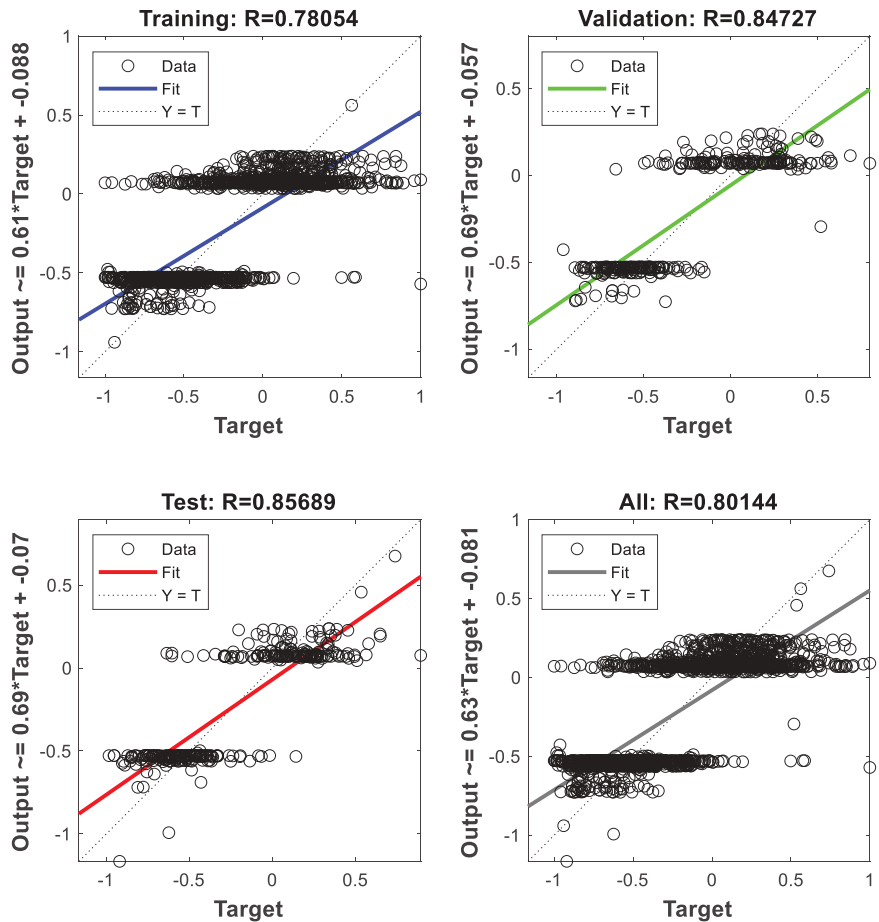 Training: R=0.78054
Output ~= 0.61*Target + -0.088
1
0.5
0
-0.5
-1
Data
Fit
Y = T
-1
-0.5
0
0.5
1
Target
Validation: R=0.84727
Output ~= 0.69*Target + -0.057
0.5
0
-0.5
-1
Data
Fit
Y = T
-1
-0.5
0
0.5
Target
Test: R=0.85689
Output ~= 0.69*Target + -0.07
0.5
0
-0.5
-1
Data
Fit
Y = T
-1
-0.5
0
0.5
Target
All: R=0.80144
Output ~= 0.63*Target + -0.081
1
0.5
0
-0.5
-1
Data
Fit
Y = T
-1
-0.5
0
0.5
1
Target